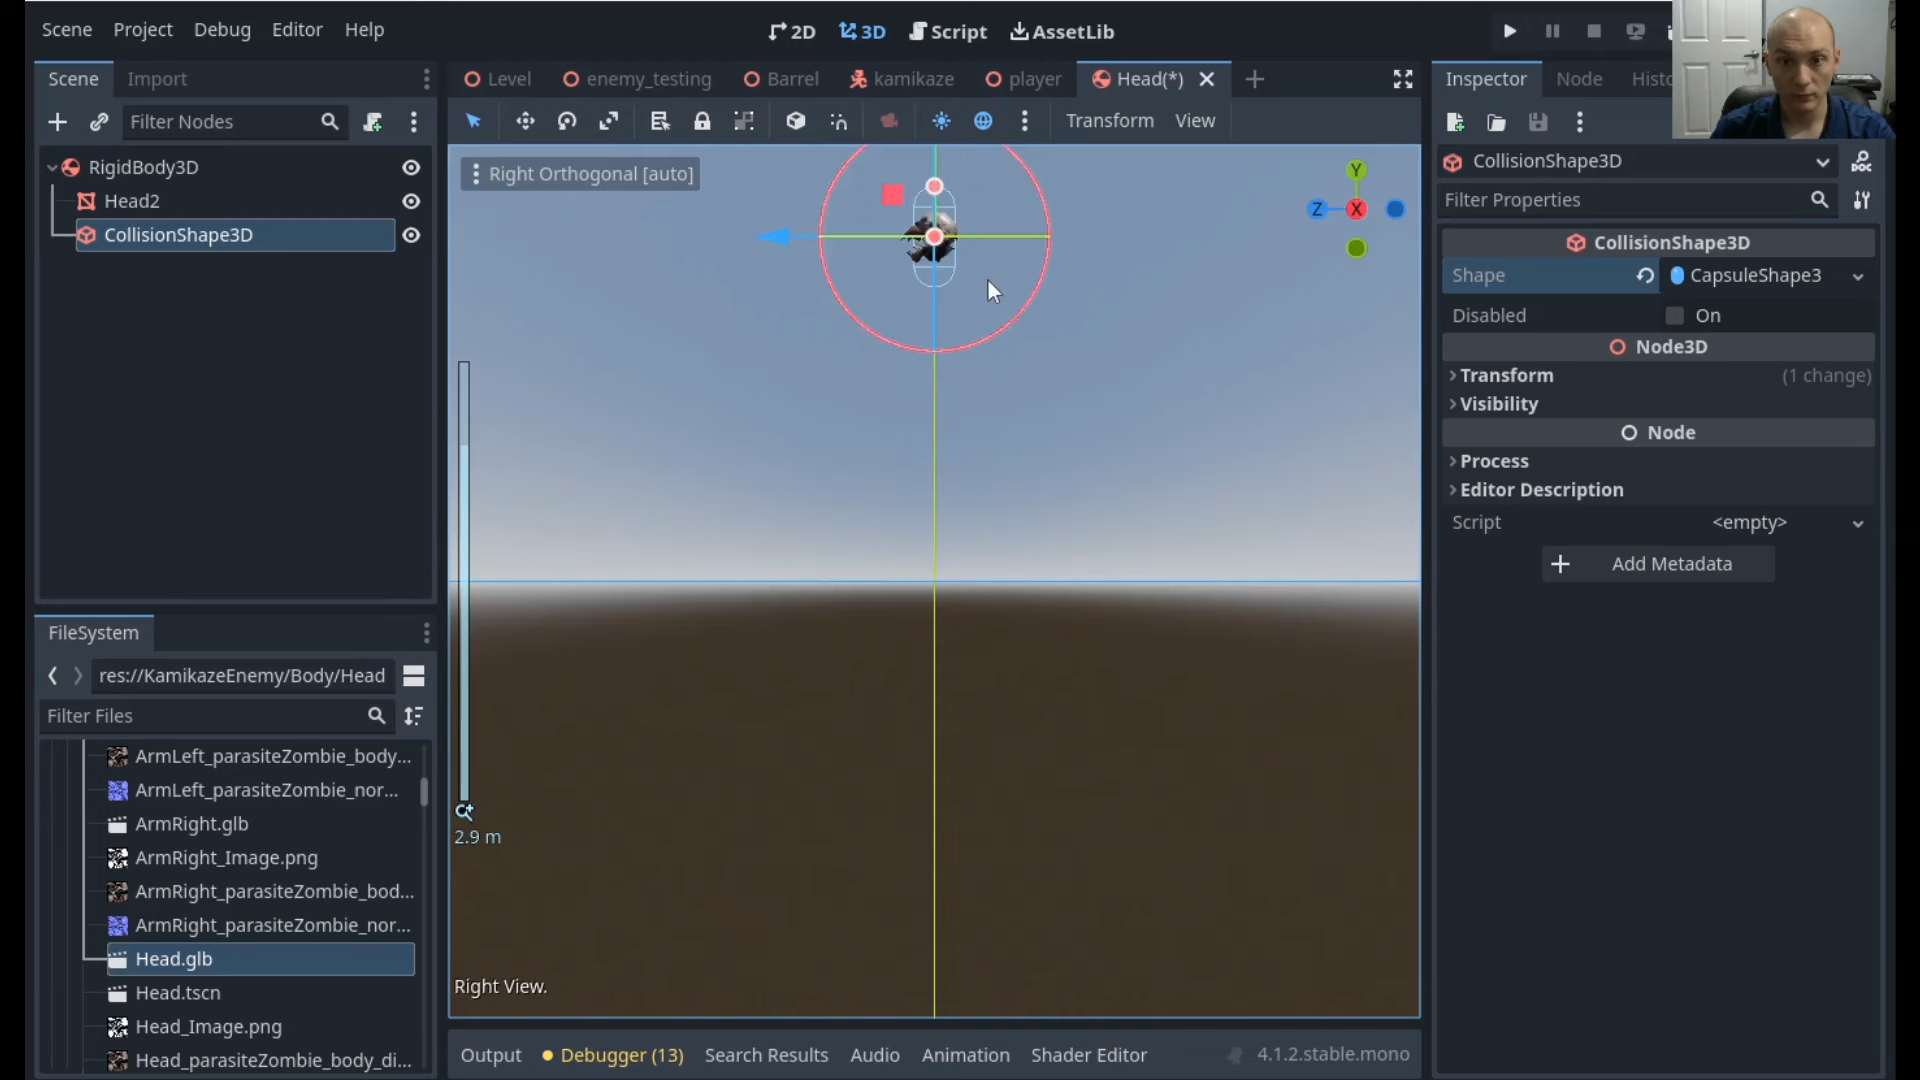 Scene Project Debug Editor Help
2D 3D Script AssetLib
Scene Import
Level enemy_testing Barrel kamikaze player Head(*)
Inspector Node Histo
Filter Nodes
Transform View
RigidBody3D
Head2
CollisionShape3D
Right Orthogonal [auto]
Y
Z X
2.9 m
Right View.
CollisionShape3D
DOC
Filter Properties
CollisionShape3D
Shape CapsuleShape3
Disabled On
Node3D
Transform (1 change)
Visibility
Node
Process
Editor Description
Script <empty>
Add Metadata
FileSystem
res://KamikazeEnemy/Body/Head
Filter Files
ArmLeft_parasiteZombie_body...
ArmLeft_parasiteZombie_nor...
ArmRight.glb
ArmRight_Image.png
ArmRight_parasiteZombie_bod...
ArmRight_parasiteZombie_nor...
Head.glb
Head.tscn
Head_Image.png
Head_parasiteZombie_body_di...
Output Debugger (13) Search Results Audio Animation Shader Editor 4.1.2.stable.mono